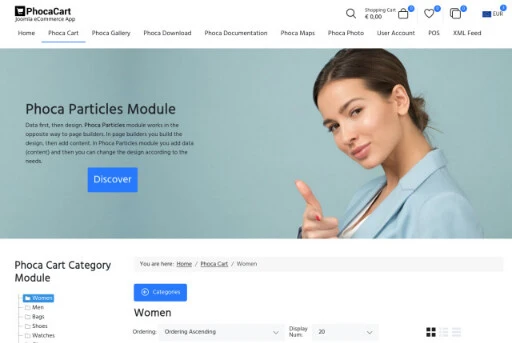 PhocaCart
Joomla eCommerce App
Shopping Cart
€ 0,00
0
0
0
EUR
Home Phoca Cart Phoca Gallery Phoca Download Phoca Documentation Phoca Maps Phoca Photo User Account POS XML Feed
Phoca Particles Module
Data first, then design. Phoca Particles module works in the
opposite way to page builders. In page builders you build the
design, then add content. In Phoca Particles module you add data
(content) and then you can change the design according to the
needs.
Discover
Phoca Cart Category
Module
Women
Men
Bags
Shoes
Watches
You are here: Home / Phoca Cart / Women
Categories
Women
Ordering: Ordering Ascending
Display
Num: 20